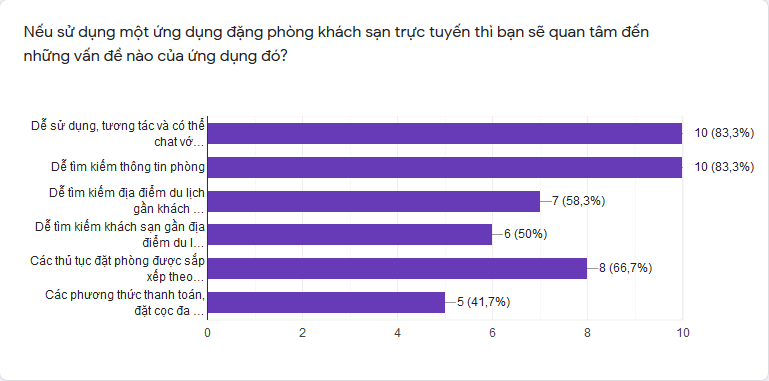 Nếu sử dụng một ứng dụng đặng phòng khách sạn trực tuyến thì bạn sẽ quan tâm đến
những vấn đề nào của ứng dụng đó?
Dễ sử dụng, tương tác và có thể
chat vớ…
10 (83,3%)
Dễ tìm kiếm thông tin phòng
10 (83,3%)
Dễ tìm kiếm địa điểm du lịch
gần khách …
7 (58,3%)
Dễ tìm kiếm khách sạn gần địa
điểm du l…
6 (50%)
Các thủ tục đặt phòng được sắp
xếp theo…
8 (66,7%)
Các phương thức thanh toán,
đặt cọc đa …
5 (41,7%)
0 2 4 6 8 10